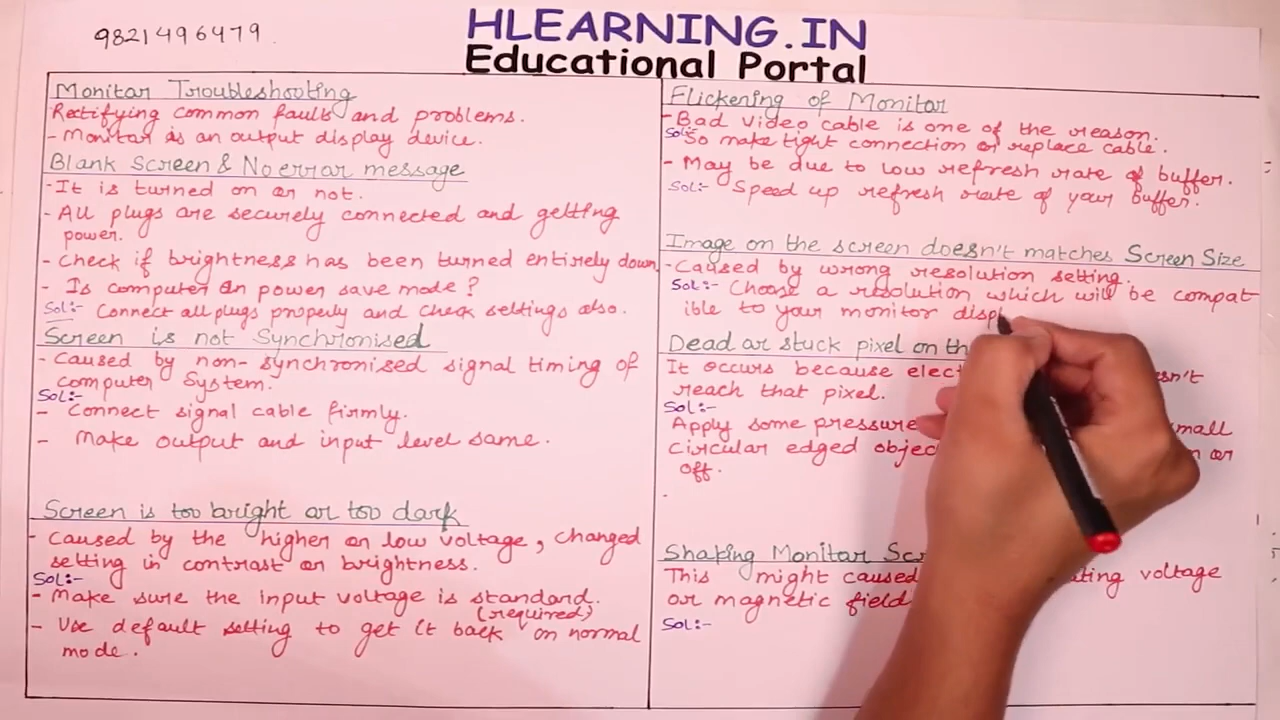 9821496479
HLEARNING.IN
Educational Portal
Monitor Troubleshooting
Rectifying common faults and problems.
- Monitor is an output display device.
Blank Screen & No error message
- It is turned on or not.
- All plugs are securely connected and getting
power.
- Check if brightness has been turned entirely down.
- Is computer in power save mode?
Sol:- Connect all plugs properly and check settings also.
Screen is not Synchronised
- Caused by non-synchronised signal timing of
computer System.
Sol:-
- Connect signal cable firmly.
- Make output and input level same.
Screen is too bright or too dark
- Caused by the higher or low voltage, changed
setting in contrast or brightness.
Sol:-
- Make sure the input voltage is standard.
(required)
- Use default setting to get it back on normal
mode.
Flickering of Monitor
- Bad video cable is one of the reason.
Sol:- So make tight connection or replace cable.
- May be due to low refresh rate of buffer.
Sol:- Speed up refresh rate of your buffer.
Image on the screen doesn't matches Screen Size
- Caused by wrong resolution setting.
Sol:- Choose a resolution which will be compat
ible to your monitor disp
Dead or stuck pixel on th
It occurs because elect
reach that pixel.
Sol:-
Apply some pressure small
Circular edged objec or
off.
Shaking Monitor Scr
This might caused voltage
or magnetic field
Sol:-